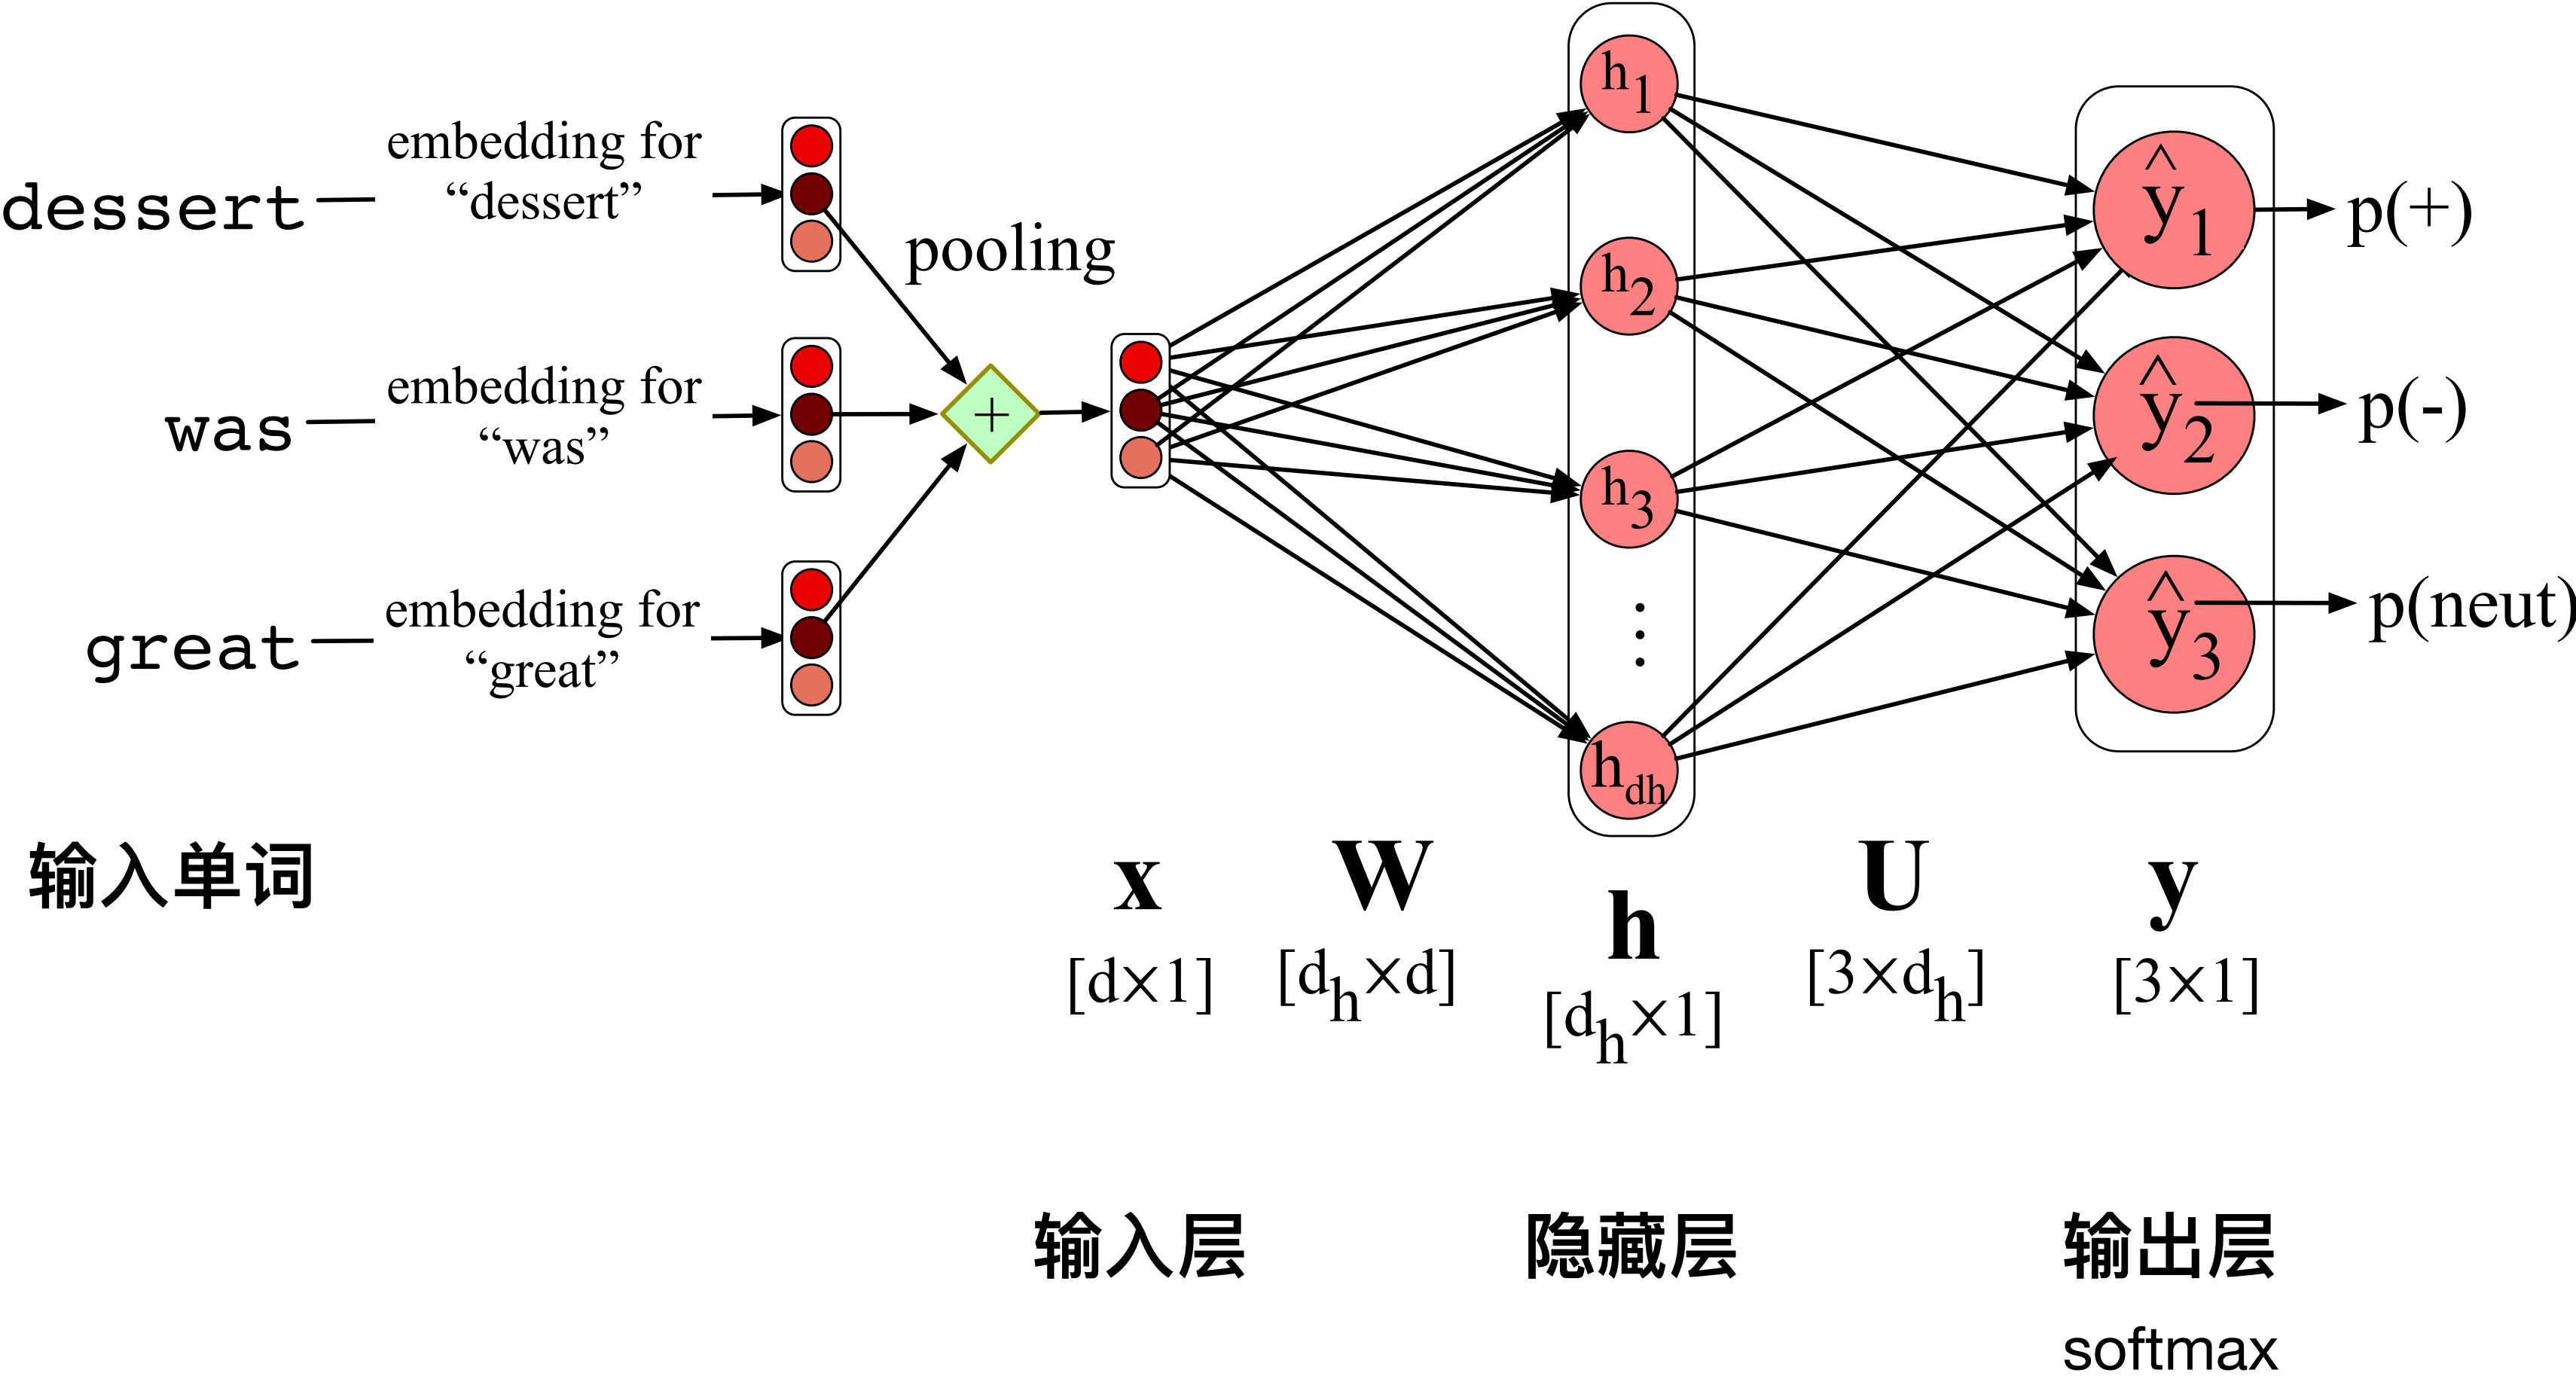 dessert
embedding for
“dessert”
was
embedding for
“was”
great
embedding for
“great”
pooling
+
h1
h2
h3
⋮
hdh
ŷ1
ŷ2
ŷ3
p(+)
p(-)
p(neut)
输入单词
x
[d×1]
W
[dh×d]
h
[dh×1]
U
[3×dh]
y
[3×1]
输入层
隐藏层
输出层
softmax